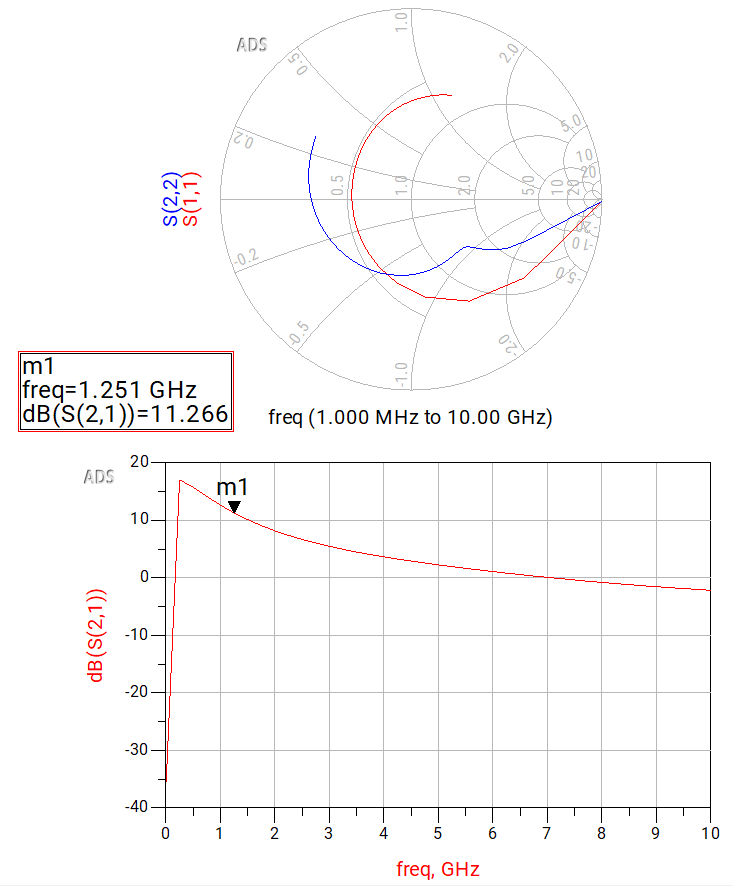 ADS
1.0
0.5
2.0
0.2
5.0
10
20
0.5
1.0
2.0
5.0
10
20
S(2,2)
S(1,1)
-0.2
-20
-10
-5.0
-0.5
-2.0
-1.0
m1
freq=1.251 GHz
dB(S(2,1))=11.266
freq (1.000 MHz to 10.00 GHz)
ADS
20
m1
10
0
-10
-20
-30
-40
dB(S(2,1))
0 1 2 3 4 5 6 7 8 9 10
freq, GHz